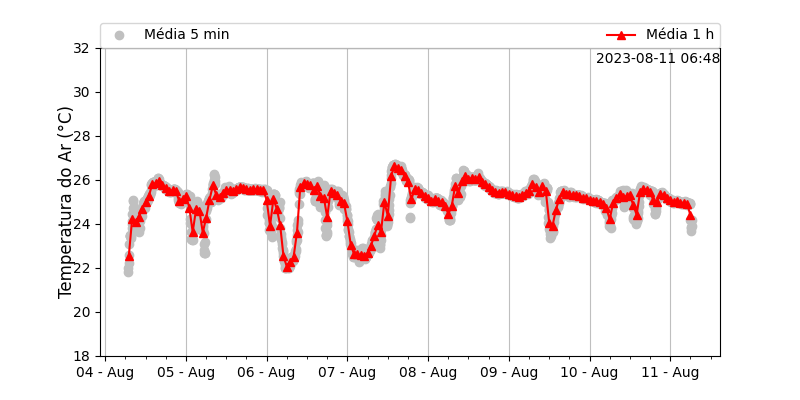 Média 5 min
Média 1 h
2023-08-11 06:48
Temperatura do Ar (°C)
32
30
28
26
24
22
20
18
04 - Aug
05 - Aug
06 - Aug
07 - Aug
08 - Aug
09 - Aug
10 - Aug
11 - Aug